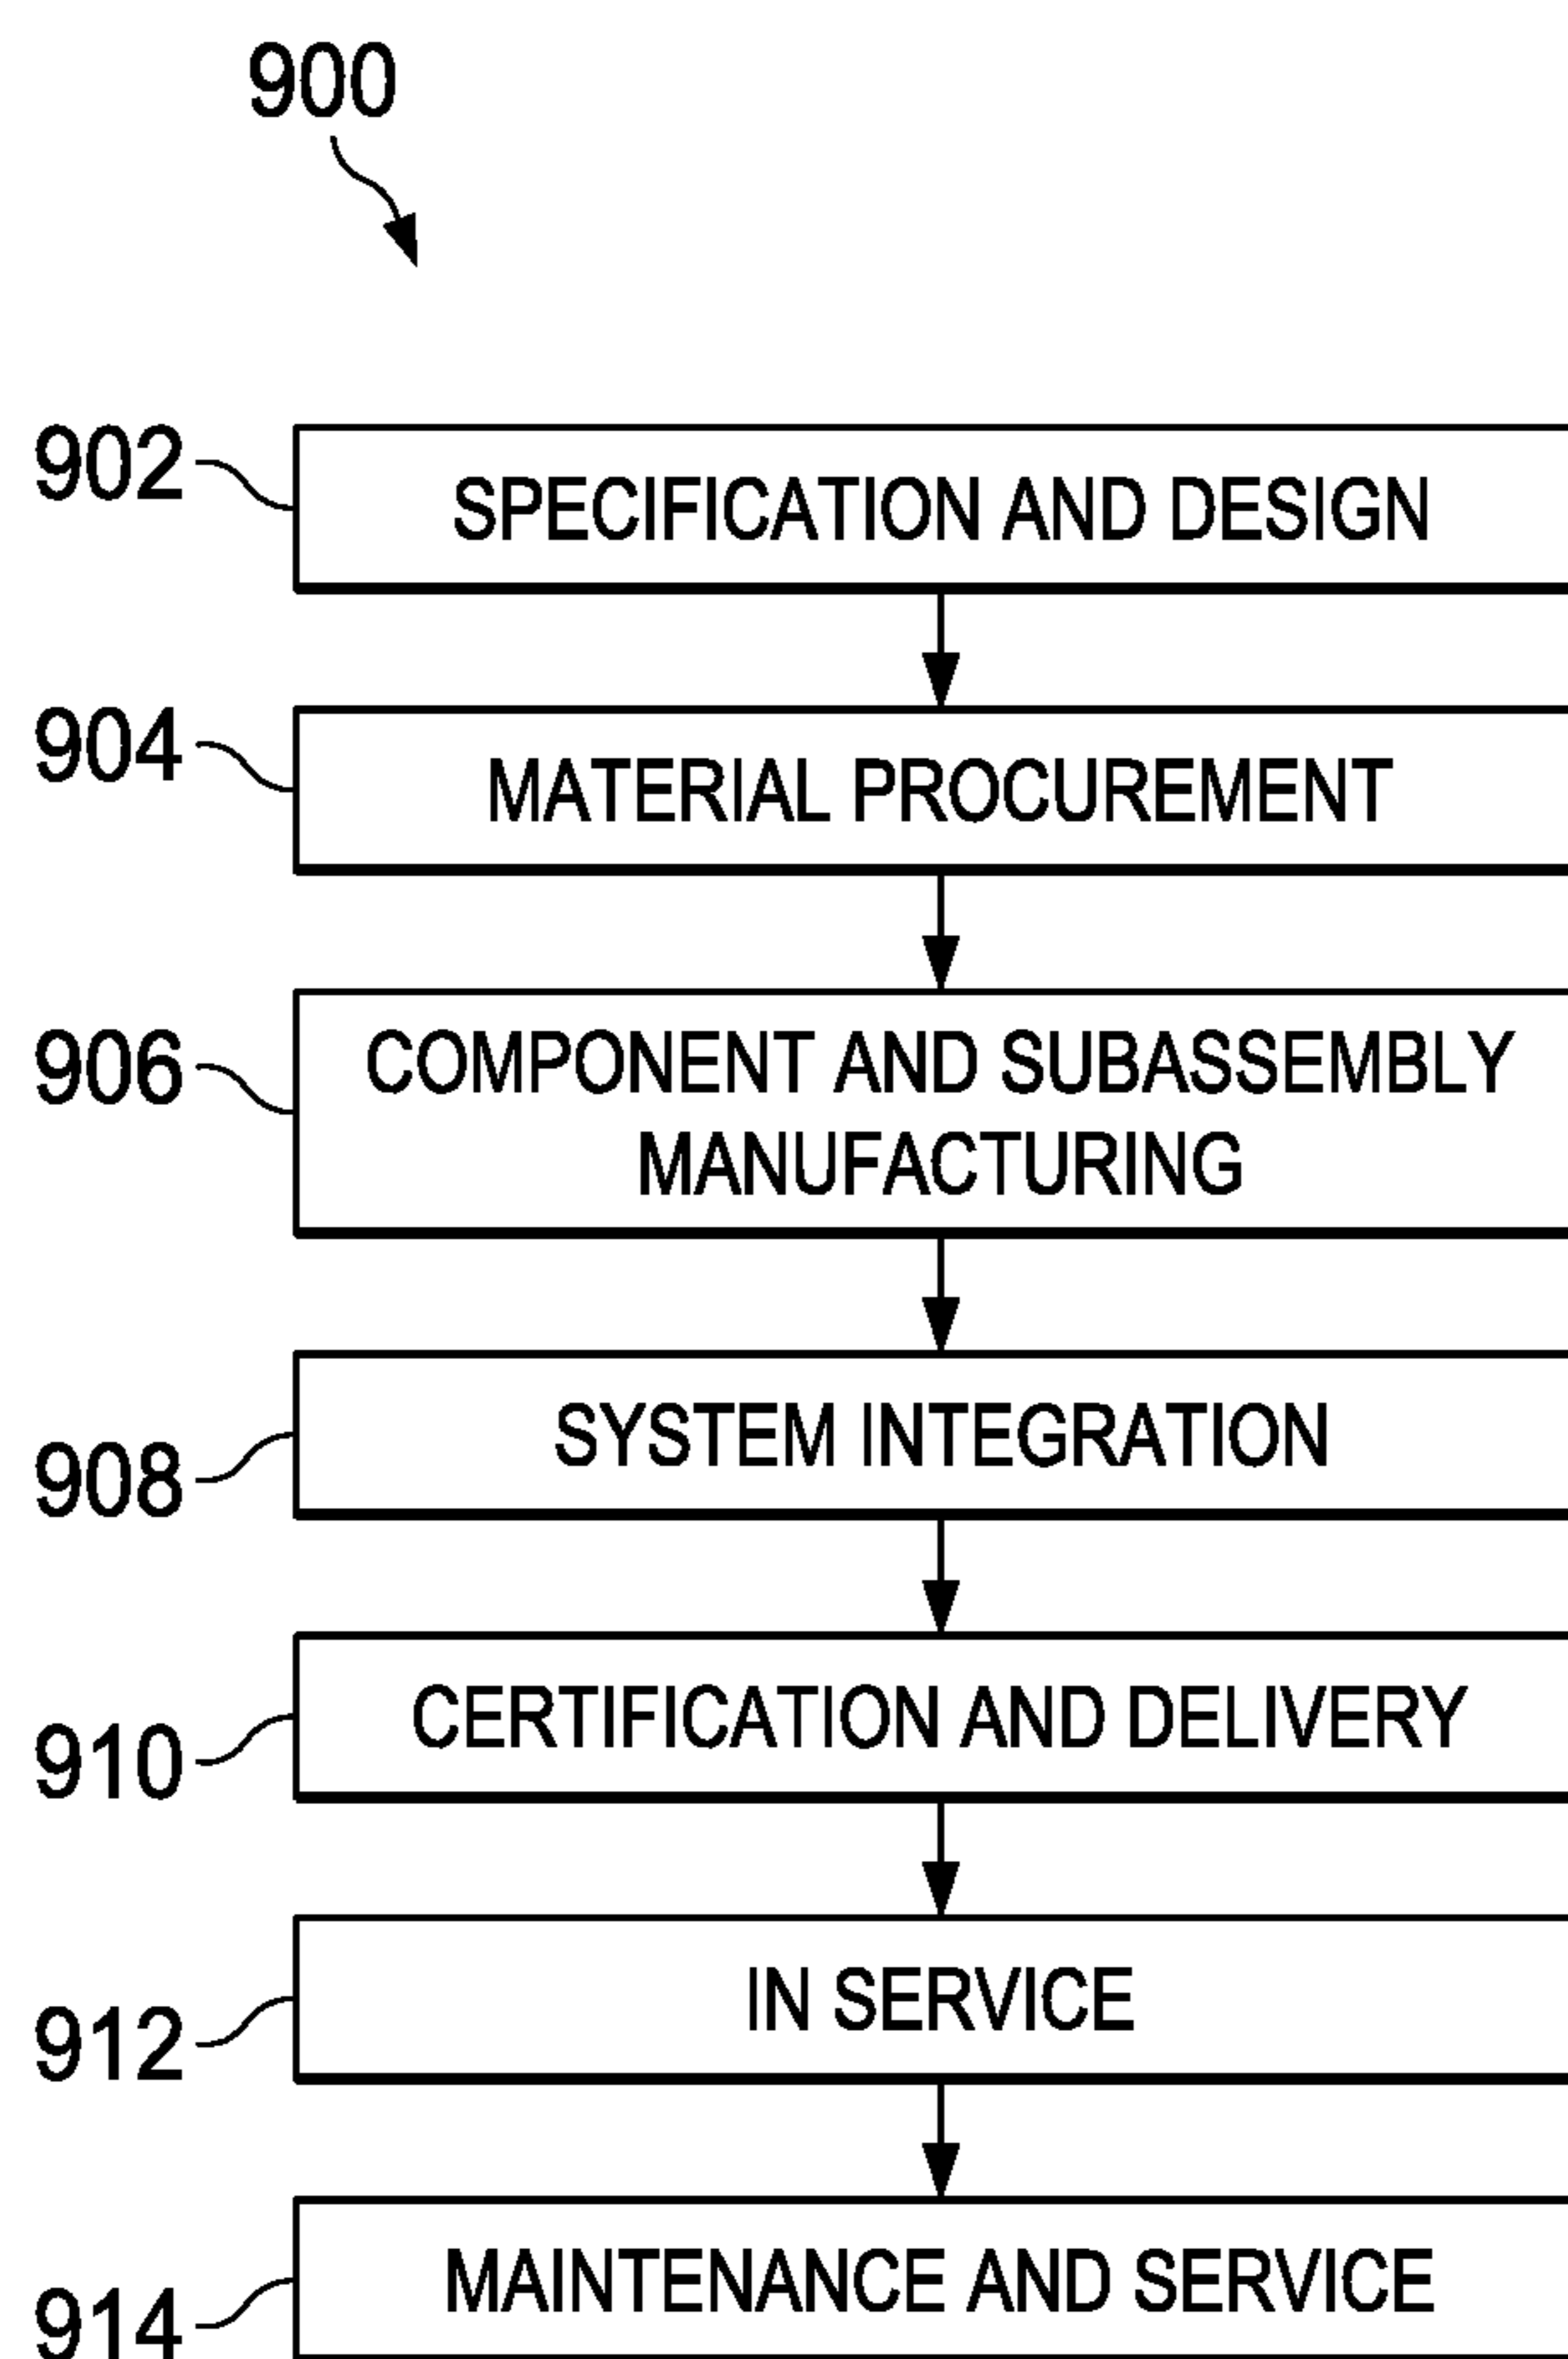 900
902
SPECIFICATION AND DESIGN
904
MATERIAL PROCUREMENT
906
COMPONENT AND SUBASSEMBLY
MANUFACTURING
908
SYSTEM INTEGRATION
910
CERTIFICATION AND DELIVERY
912
IN SERVICE
914
MAINTENANCE AND SERVICE